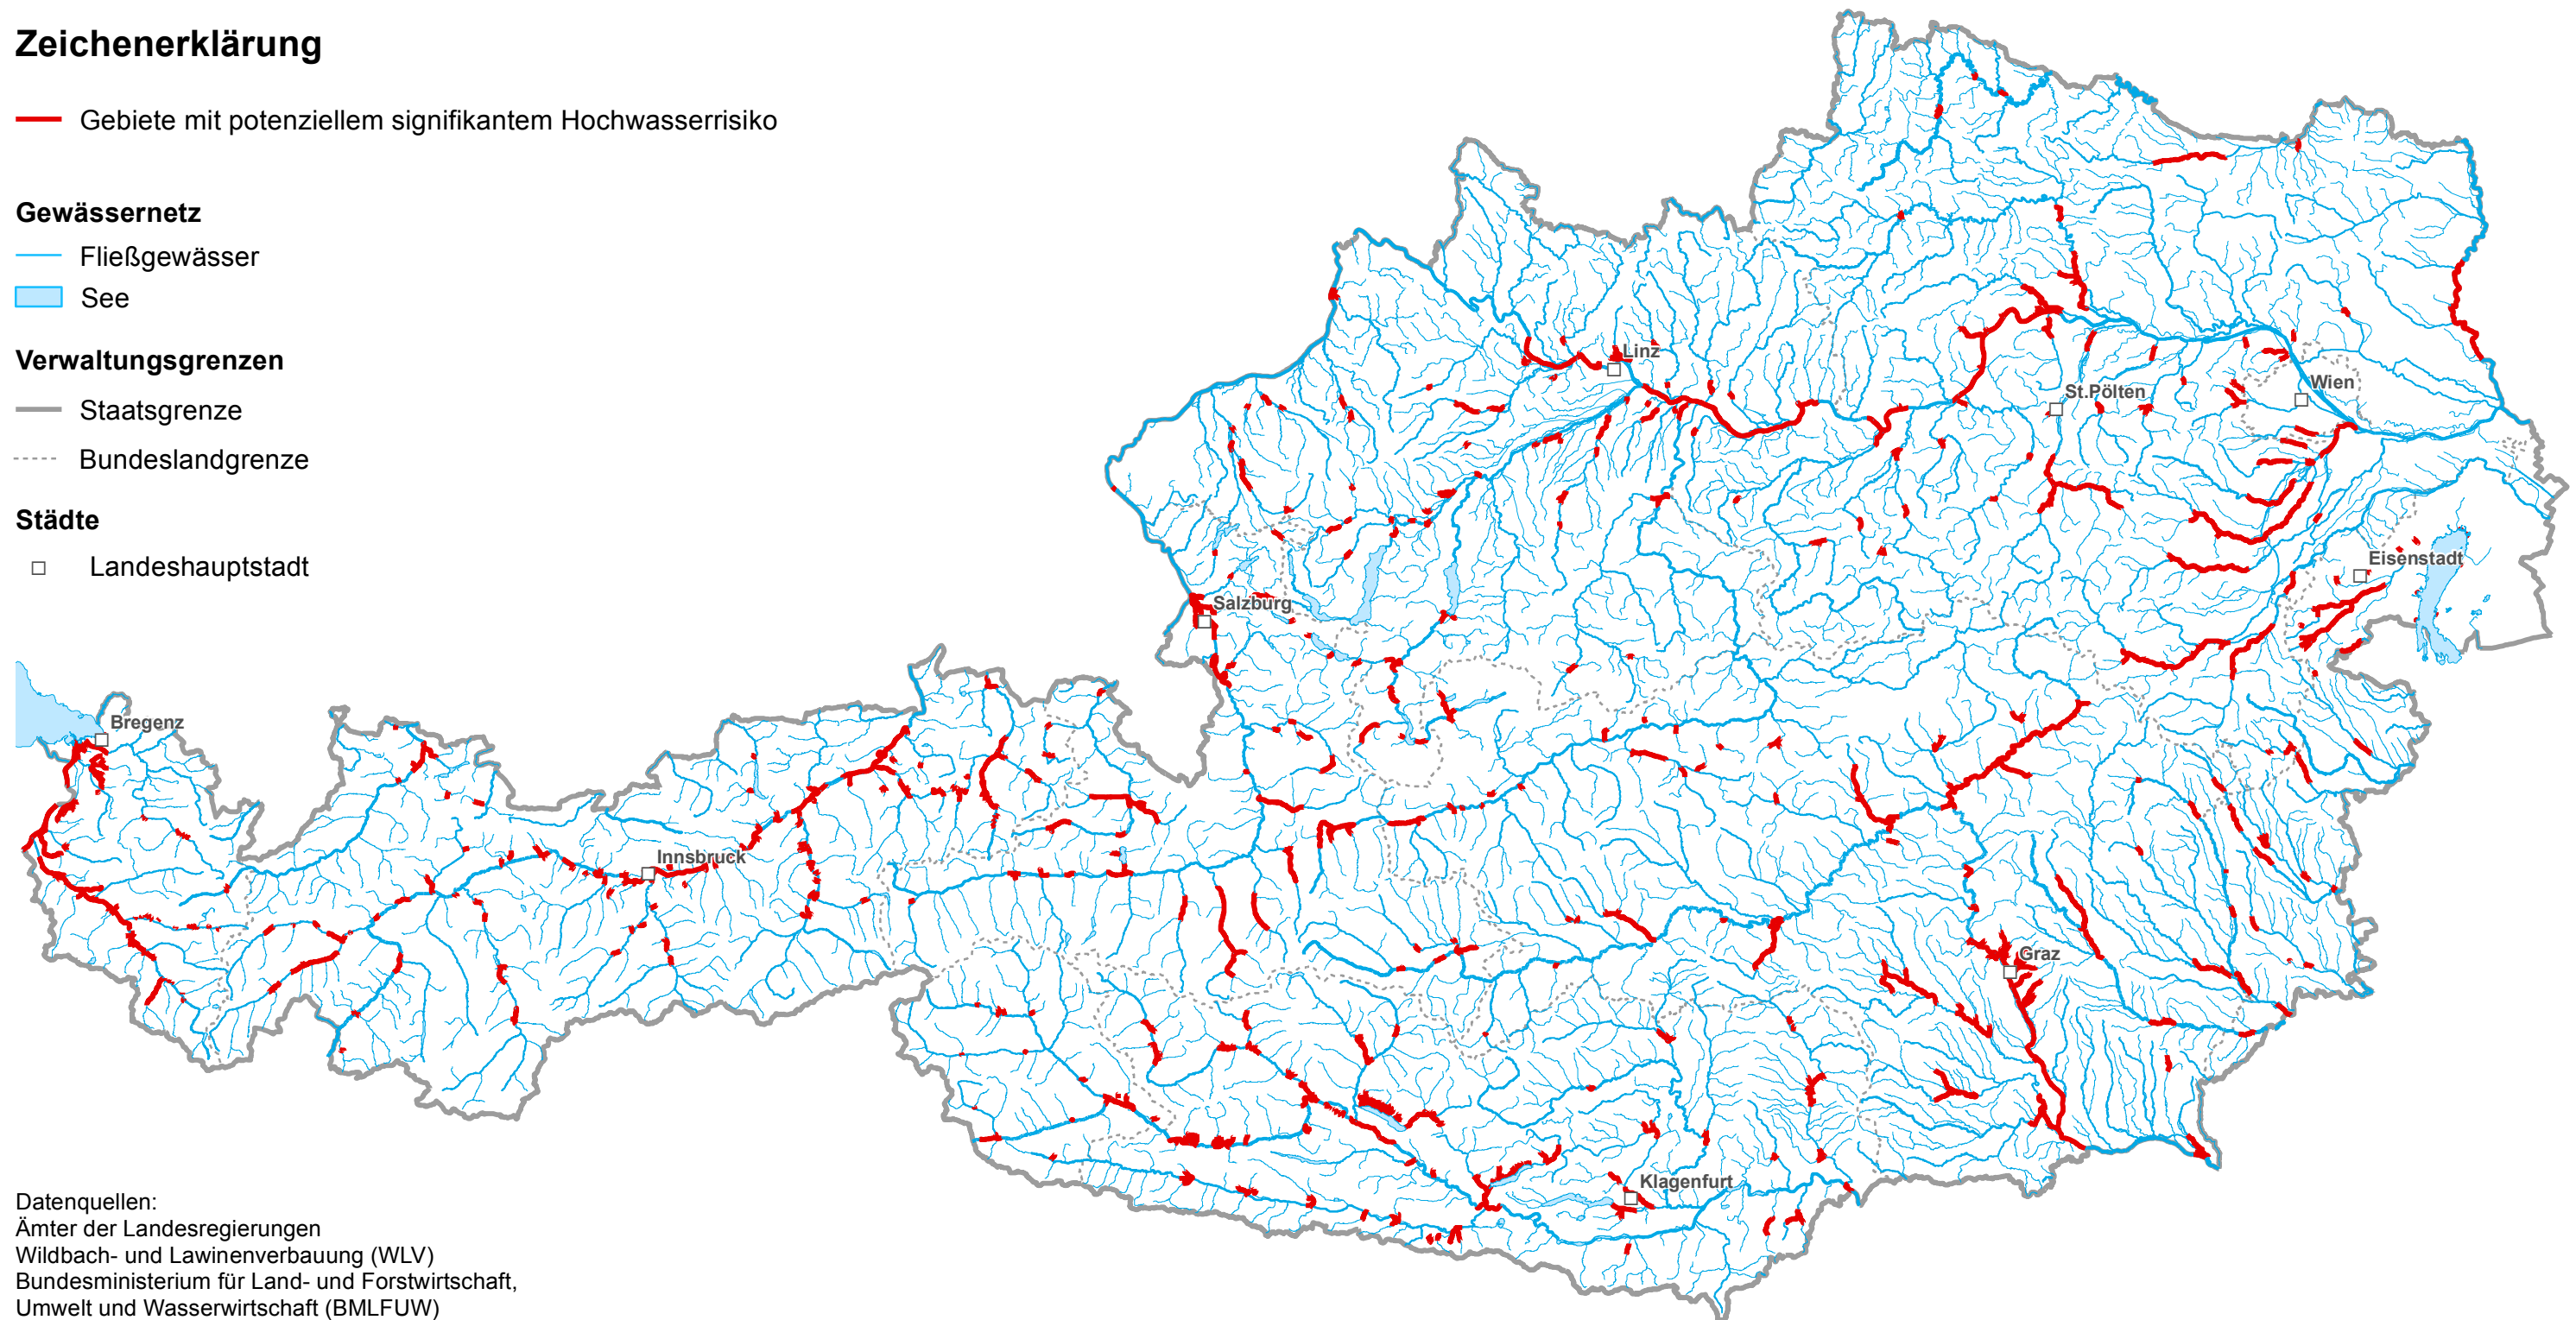 Zeichenerklärung
Gebiete mit potenziellem signifikantem Hochwasserrisiko
Gewässernetz
Fließgewässer
See
Verwaltungsgrenzen
Staatsgrenze
Bundeslandgrenze
Städte
Landeshauptstadt
Linz
Wien
St.Pölten
Eisenstadt
Salzburg
Bregenz
Innsbruck
Graz
Klagenfurt
Datenquellen:
Ämter der Landesregierungen
Wildbach- und Lawinenverbauung (WLV)
Bundesministerium für Land- und Forstwirtschaft,
Umwelt und Wasserwirtschaft (BMLFUW)